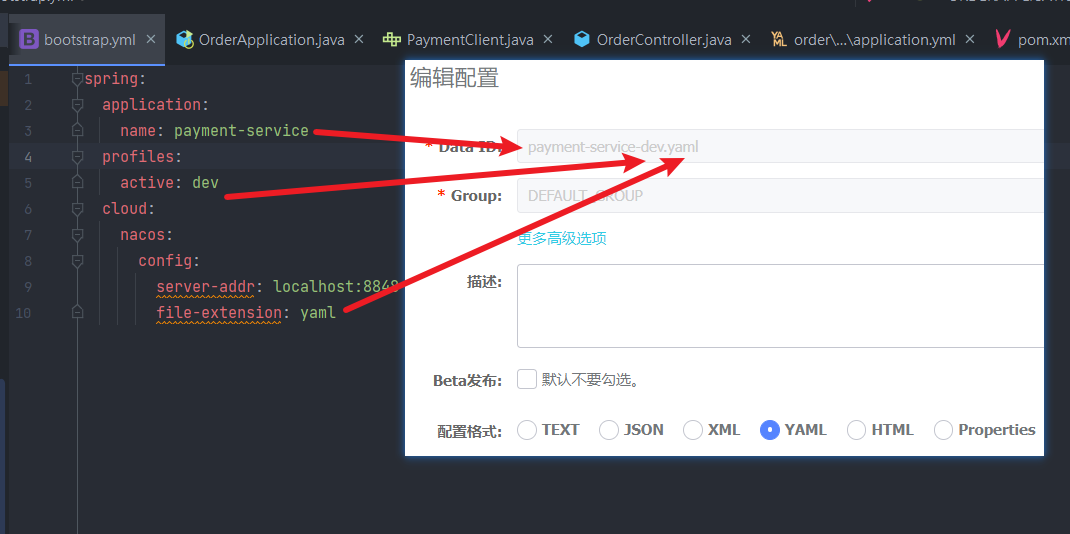 bootstrap.yml × OrderApplication.java × PaymentClient.java × OrderController.java × order\...\application.yml × pom.xm
1 spring:
2 application:
3 name: payment-service
4 profiles:
5 active: dev
6 cloud:
7 nacos:
8 config:
9 server-addr: localhost:8848
10 file-extension: yaml
编辑配置
* Data ID: payment-service-dev.yaml
* Group: DEFAULT_GROUP
更多高级选项
描述:
Beta发布: 默认不要勾选。
配置格式: TEXT JSON XML YAML HTML Properties